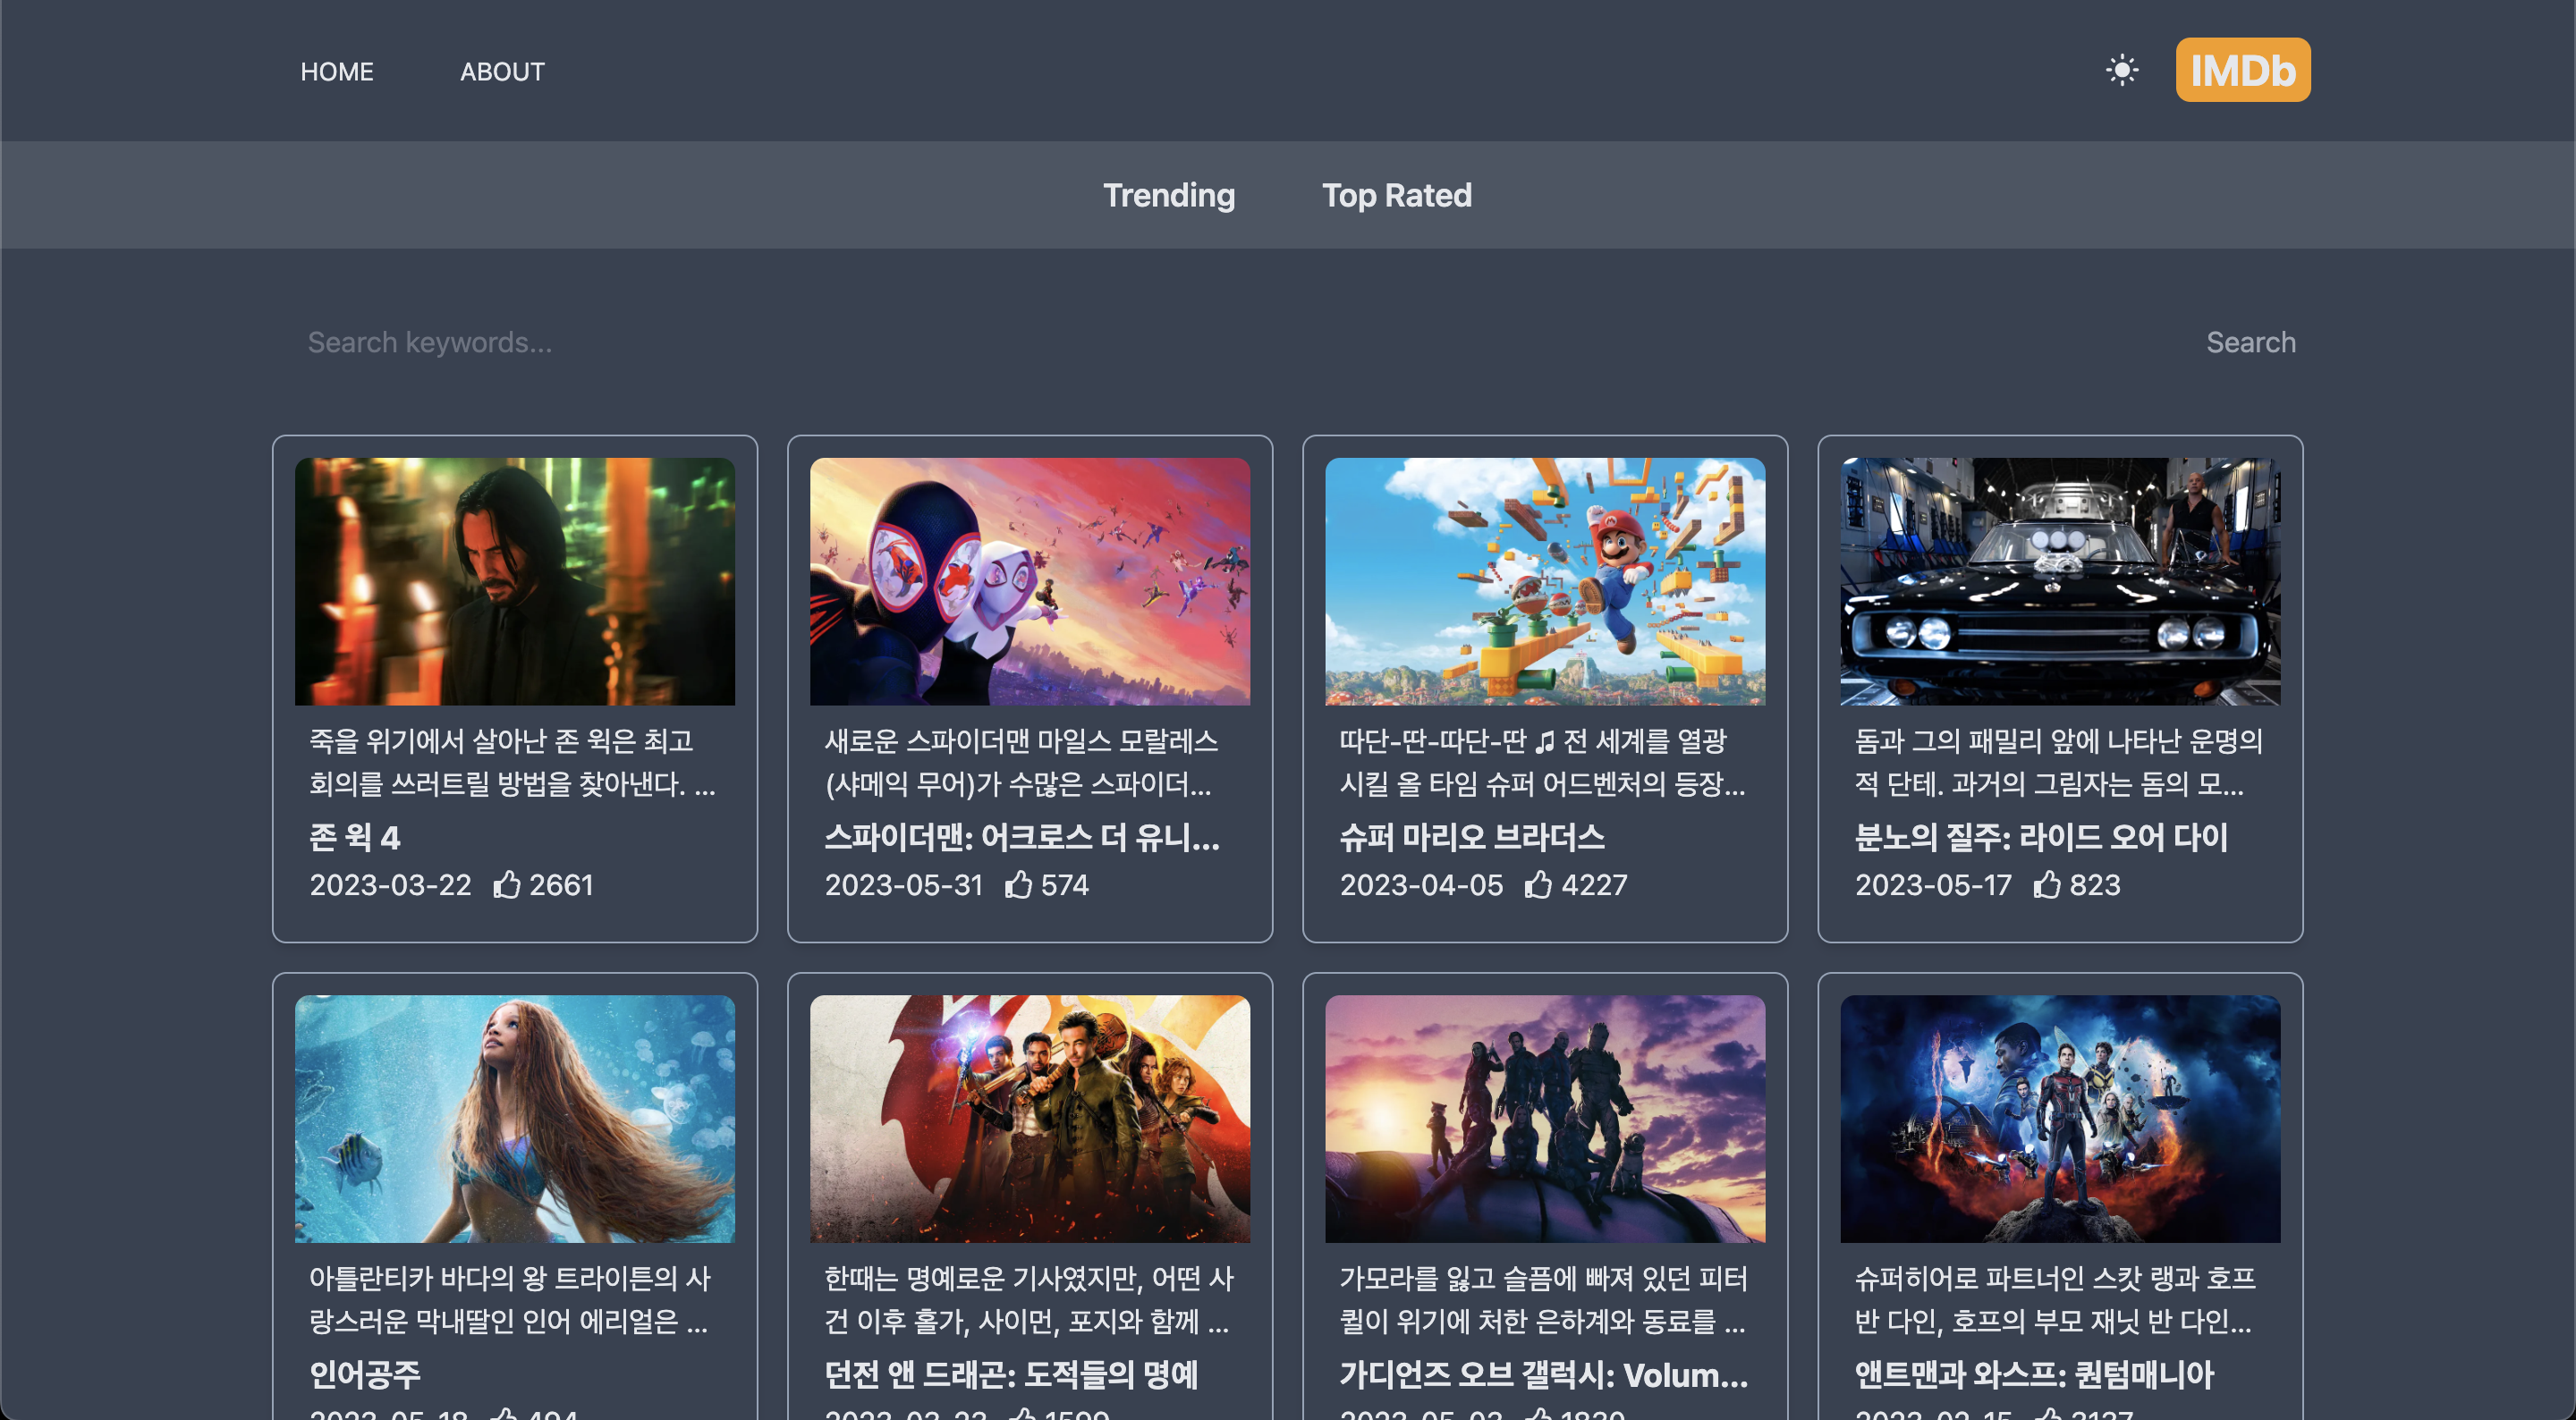 HOME ABOUT IMDb
Trending Top Rated
Search keywords... Search
죽을 위기에서 살아난 존 윅은 최고
회의를 쓰러트릴 방법을 찾아낸다. ...
존 윅 4
2023-03-22 2661
새로운 스파이더맨 마일스 모랄레스
(샤메익 무어)가 수많은 스파이더...
스파이더맨: 어크로스 더 유니...
2023-05-31 574
따단-딴-따단-딴 ♫ 전 세계를 열광
시킬 올 타임 슈퍼 어드벤처의 등장...
슈퍼 마리오 브라더스
2023-04-05 4227
돔과 그의 패밀리 앞에 나타난 운명의
적 단테. 과거의 그림자는 돔의 모...
분노의 질주: 라이드 오어 다이
2023-05-17 823
아틀란티카 바다의 왕 트라이튼의 사
랑스러운 막내딸인 인어 에리얼은 ...
인어공주
2023-05-18 494
한때는 명예로운 기사였지만, 어떤 사
건 이후 홀가, 사이먼, 포지와 함께 ...
던전 앤 드래곤: 도적들의 명예
2023-03-23 1599
가모라를 잃고 슬픔에 빠져 있던 피터
퀼이 위기에 처한 은하계와 동료를 ...
가디언즈 오브 갤럭시: Volum...
2023-05-03 1830
슈퍼히어로 파트너인 스캇 랭과 호프
반 다인, 호프의 부모 재닛 반 다인...
앤트맨과 와스프: 퀀텀매니아
2023-02-15 3137